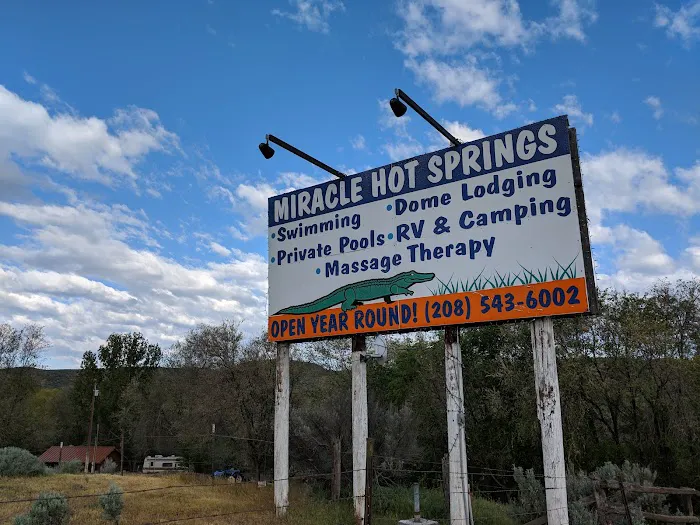 MIRACLE HOT SPRINGS
•Swimming •Dome Lodging
•Private Pools •RV & Camping
•Massage Therapy
OPEN YEAR ROUND! (208) 543-6002